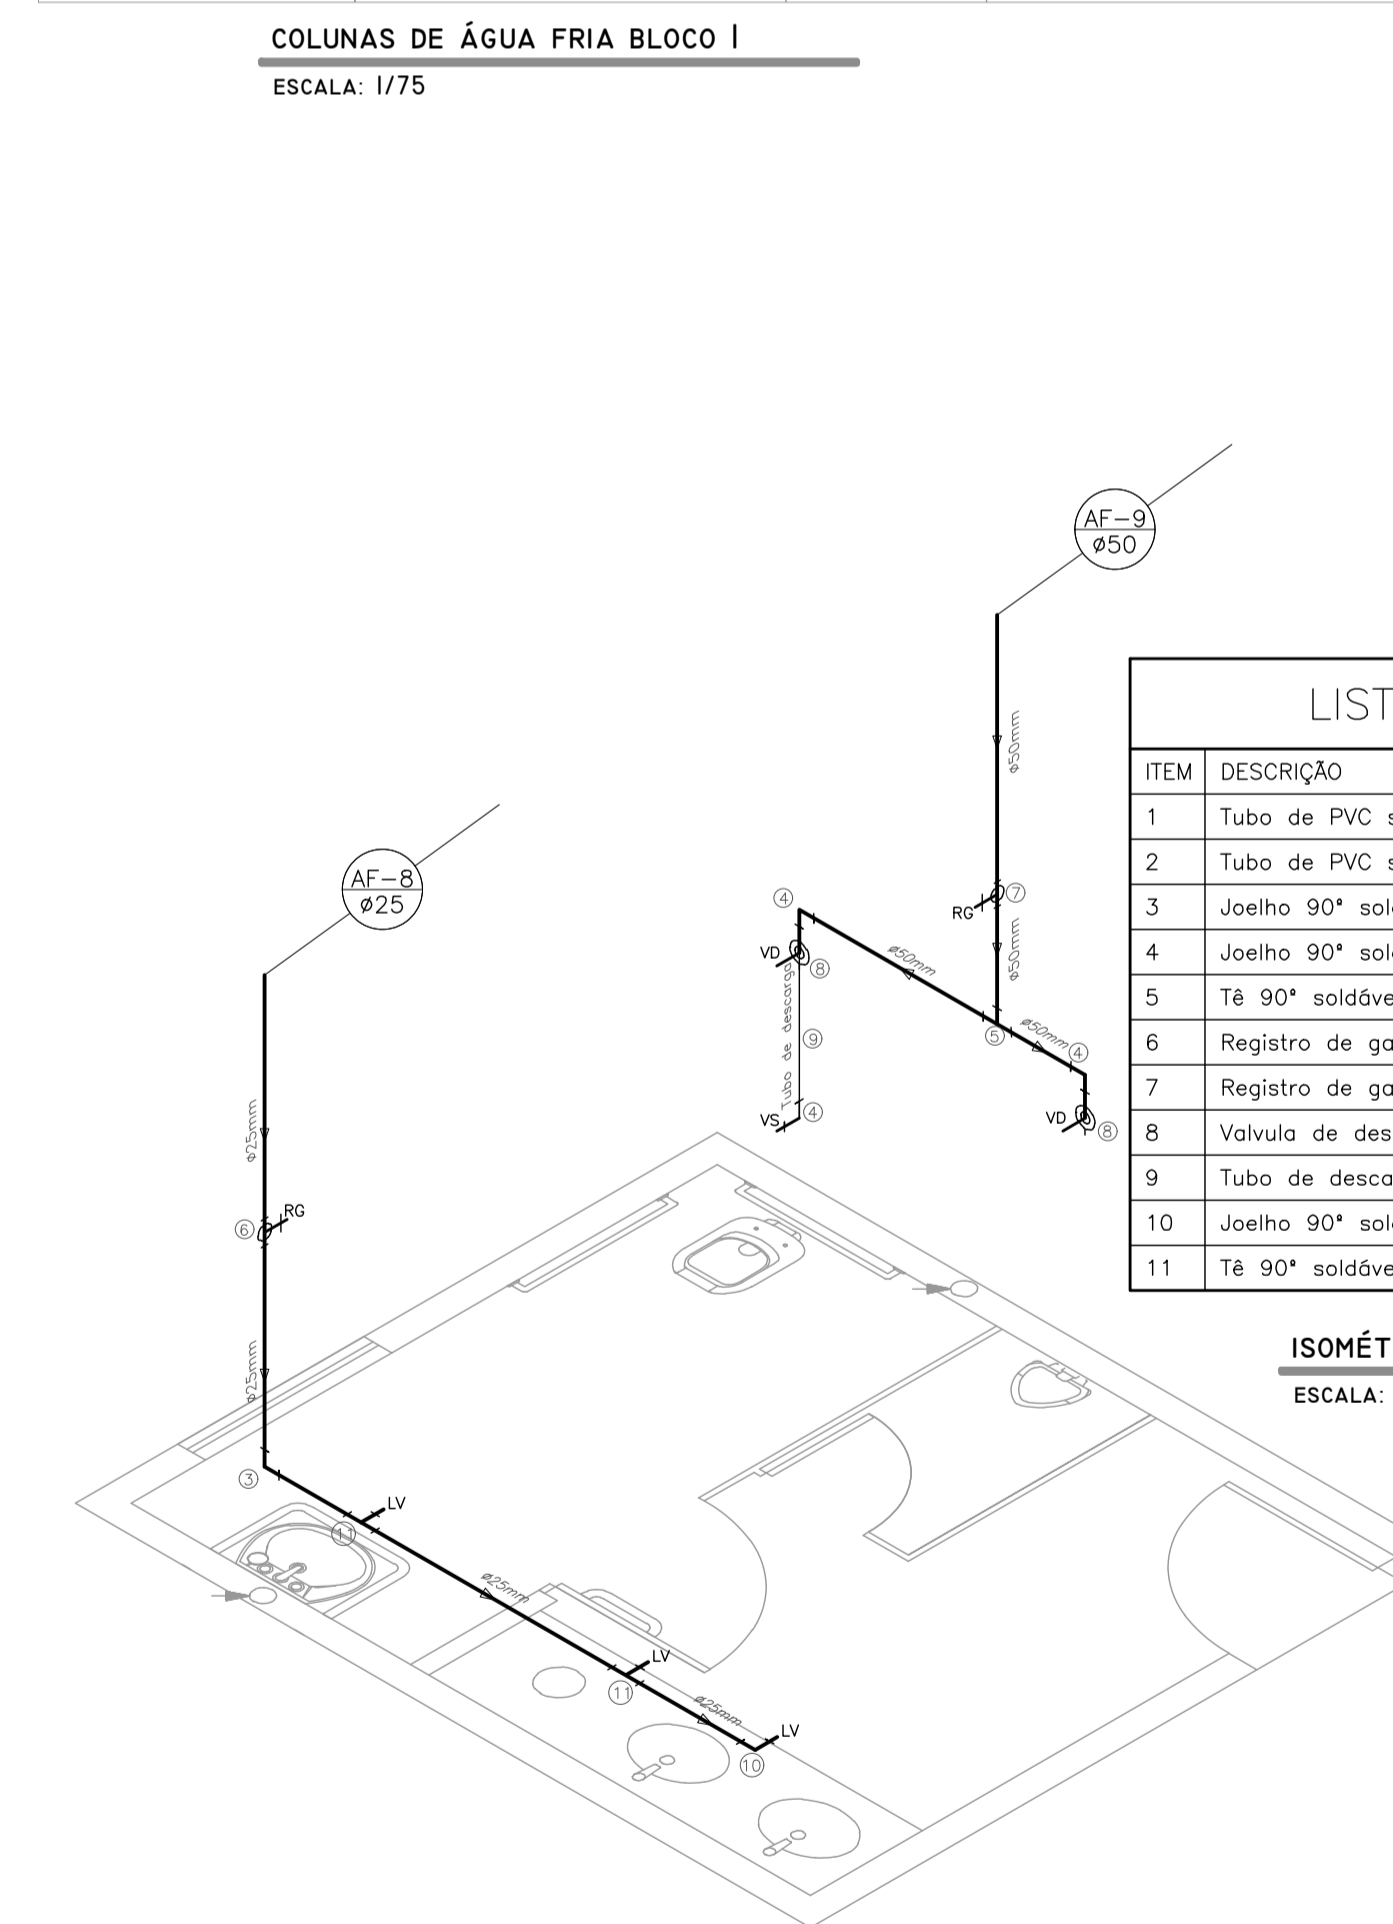 COLUNAS DE ÁGUA FRIA BLOCO I
ESCALA: 1/75
AF-9
ø50
ø50mm
7
RG
ø50mm
4
VD
8
ø50mm
Tubo de descarga
9
5
ø50mm
4
VS
4
VD
8
AF-8
ø25
ø25mm
6
RG
ø25mm
3
LV
11
ø25mm
LV
11
ø25mm
LV
10
LIST
ITEM DESCRIÇÃO
1 Tubo de PVC s
2 Tubo de PVC s
3 Joelho 90° sol
4 Joelho 90° sol
5 Tê 90° soldáve
6 Registro de ga
7 Registro de ga
8 Valvula de des
9 Tubo de desca
10 Joelho 90° sol
11 Tê 90° soldáve
ISOMÉT
ESCALA: